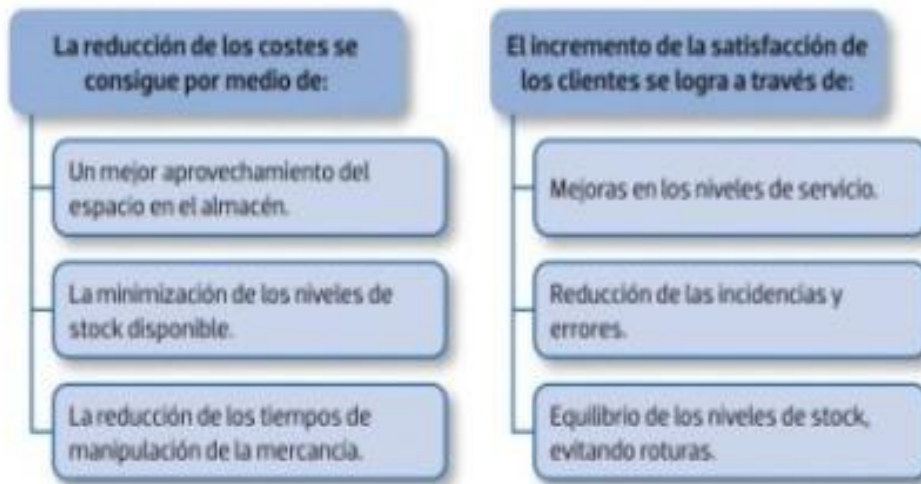 La reducción de los costes se
consigue por medio de:
Un mejor aprovechamiento del
espacio en el almacén.
La minimización de los niveles de
stock disponible.
La reducción de los tiempos de
manipulación de la mercancía.
El incremento de la satisfacción de
los clientes se logra a través de:
Mejoras en los niveles de servicio.
Reducción de las incidencias y
errores.
Equilibrio de los niveles de stock,
evitando roturas.